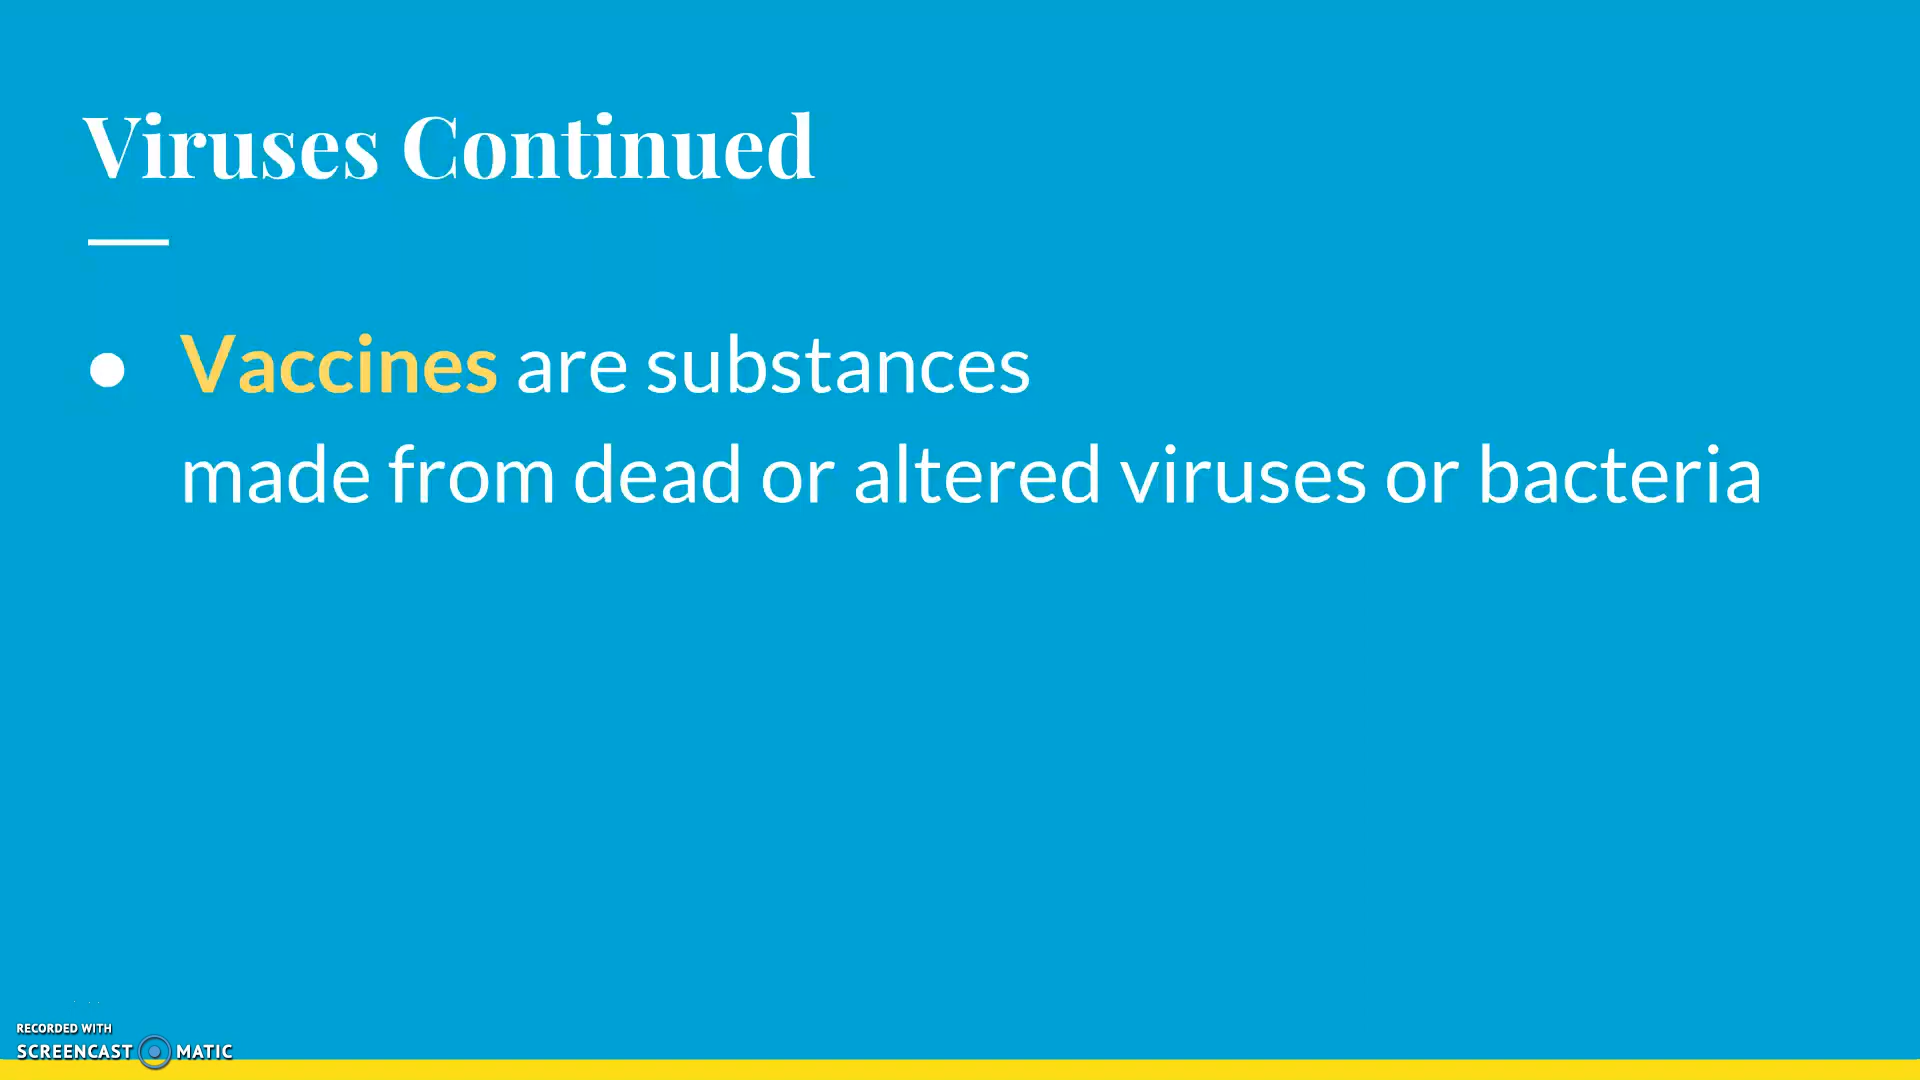 Viruses Continued
● Vaccines are substances
made from dead or altered viruses or bacteria
RECORDED WITH
SCREENCAST MATIC